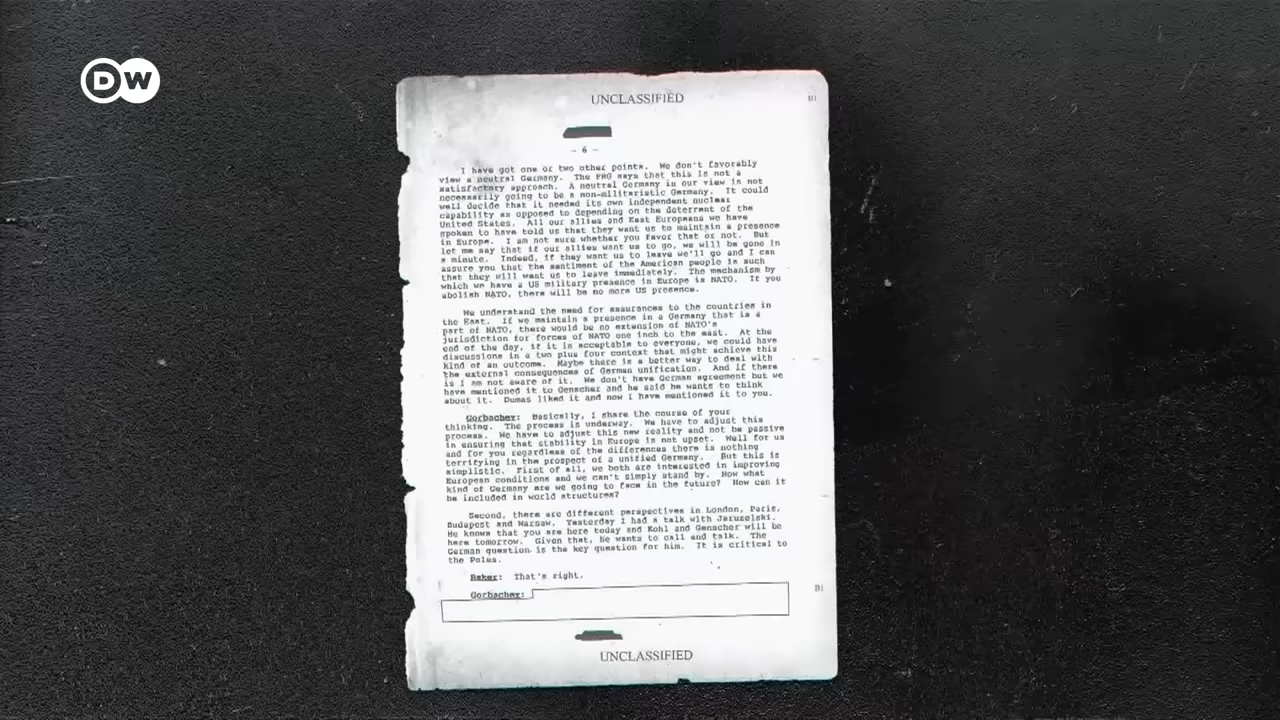 DW
UNCLASSIFIED
B1
- 6 -
I have got one or two other points. We don't favorably
view a neutral Germany. The FRG says that this is not a
satisfactory approach. A neutral Germany in our view is not
necessarily going to be a non-militaristic Germany. It could
well decide that it needed its own independent nuclear
capability as opposed to depending on the deterrent of the
United States. All our allies and East Europeans we have
spoken to have told us that they want us to maintain a presence
in Europe. I am not sure whether you favor that or not. But
let me say that if our allies want us to go, we will be gone in
a minute. Indeed, if they want us to leave we'll go and I can
assure you that the sentiment of the American people is such
that they will want us to leave immediately. The mechanism by
which we have a US military presence in Europe is NATO. If you
abolish NATO, there will be no more US presence.
We understand the need for assurances to the countries in
the East. If we maintain a presence in a Germany that is a
part of NATO, there would be no extension of NATO's
jurisdiction for forces of NATO one inch to the east. At the
end of the day, if it is acceptable to everyone, we could have
discussions in a two plus four context that might achieve this
kind of an outcome. Maybe there is a better way to deal with
the external consequences of German unification. And if there
is I am not aware of it. We don't have German agreement but we
have mentioned it to Genscher and he said he wants to think
about it. Dumas liked it and now I have mentioned it to you.
Gorbachev: Basically, I share the course of your
thinking. The process is underway. We have to adjust this
process. We have to adjust this new reality and not be passive
in ensuring that stability in Europe is not upset. Well for us
and for you regardless of the differences there is nothing
terrifying in the prospect of a unified Germany. But this is
simplistic. First of all, we both are interested in improving
European conditions and we can't simply stand by. Now what
kind of Germany are we going to face in the future? How can it
be included in world structures?
Second, there are different perspectives in London, Paris,
Budapest and Warsaw. Yesterday I had a talk with Jaruzelski.
He knows that you are here today and Kohl and Genscher will be
here tomorrow. Given that, he wants to call and talk. The
German question is the key question for him. It is critical to
the Poles.
Baker: That's right.
B1
Gorbachev:
UNCLASSIFIED